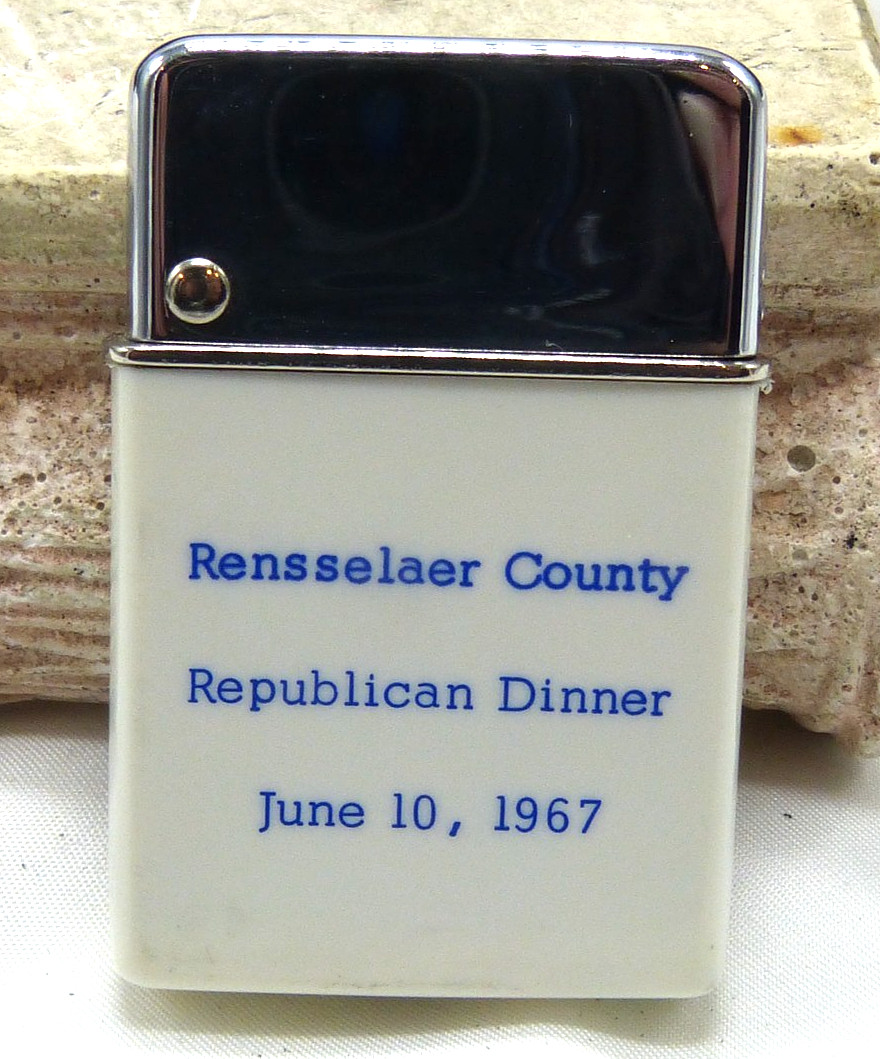 Rensselaer County
Republican Dinner
June 10, 1967